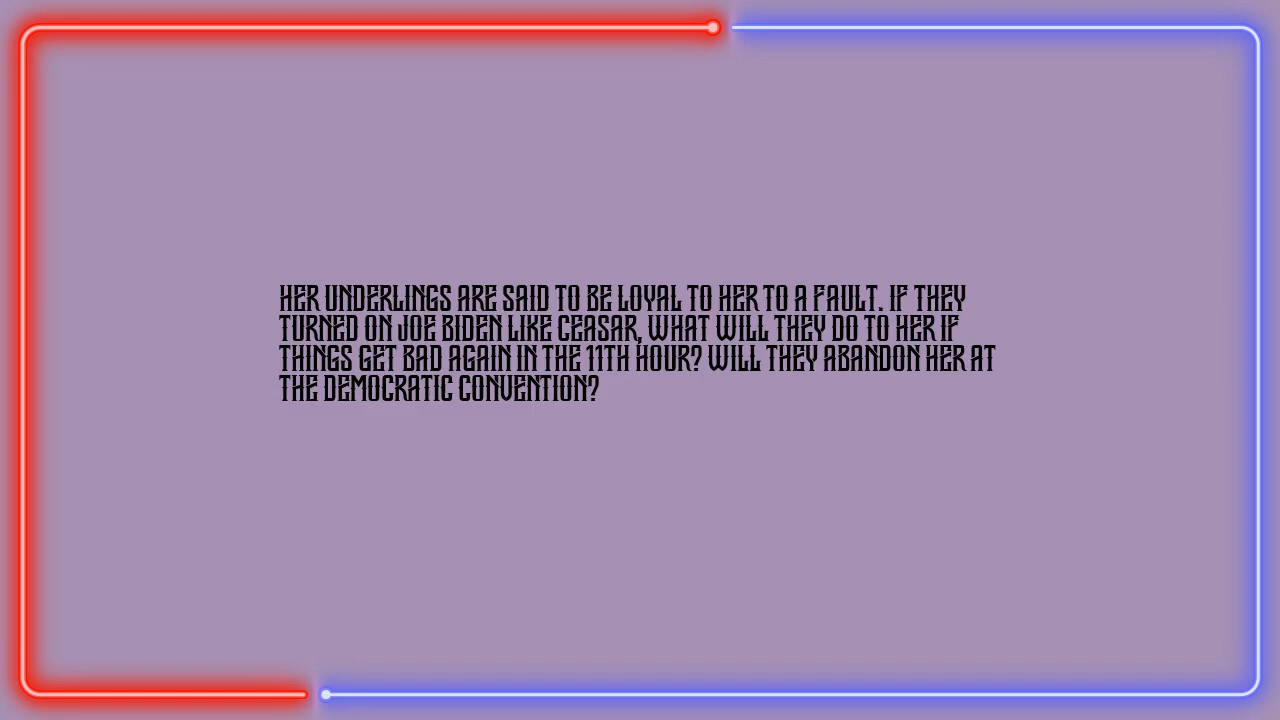 HER UNDERLINGS ARE SAID TO BE LOYAL TO HER TO A FAULT. IF THEY
TURNED ON JOE BIDEN LIKE CEASAR, WHAT WILL THEY DO TO HER IF
THINGS GET BAD AGAIN IN THE 11TH HOUR? WILL THEY ABANDON HER AT
THE DEMOCRATIC CONVENTION?